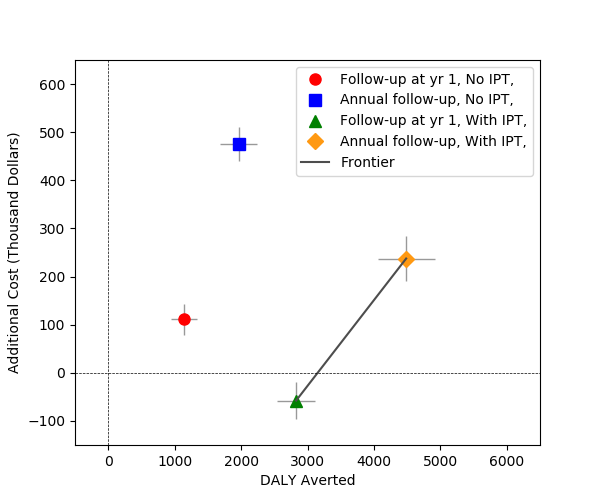 Follow-up at yr 1, No IPT,
Annual follow-up, No IPT,
Follow-up at yr 1, With IPT,
Annual follow-up, With IPT,
Frontier
Additional Cost (Thousand Dollars)
600
500
400
300
200
100
0
−100
0 1000 2000 3000 4000 5000 6000
DALY Averted